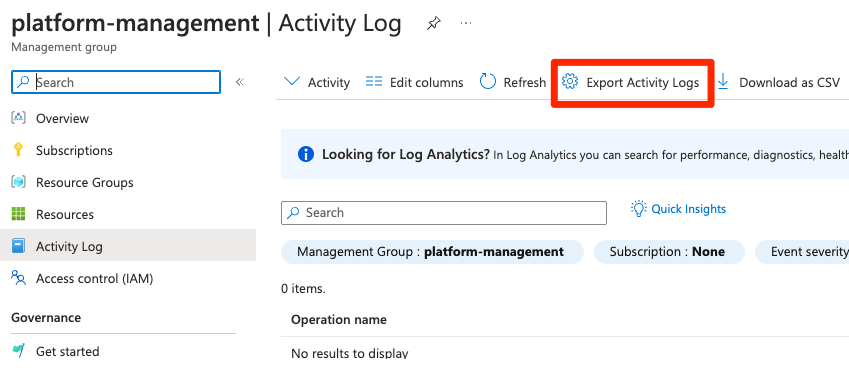 platform-management | Activity Log
Management group
Search
Activity
Edit columns
Refresh
Export Activity Logs
Download as CSV
Overview
Subscriptions
Resource Groups
Resources
Activity Log
Access control (IAM)
Governance
Get started
Looking for Log Analytics? In Log Analytics you can search for performance, diagnostics, health
Search
Quick Insights
Management Group : platform-management
Subscription : None
Event severity
0 items.
Operation name
No results to display